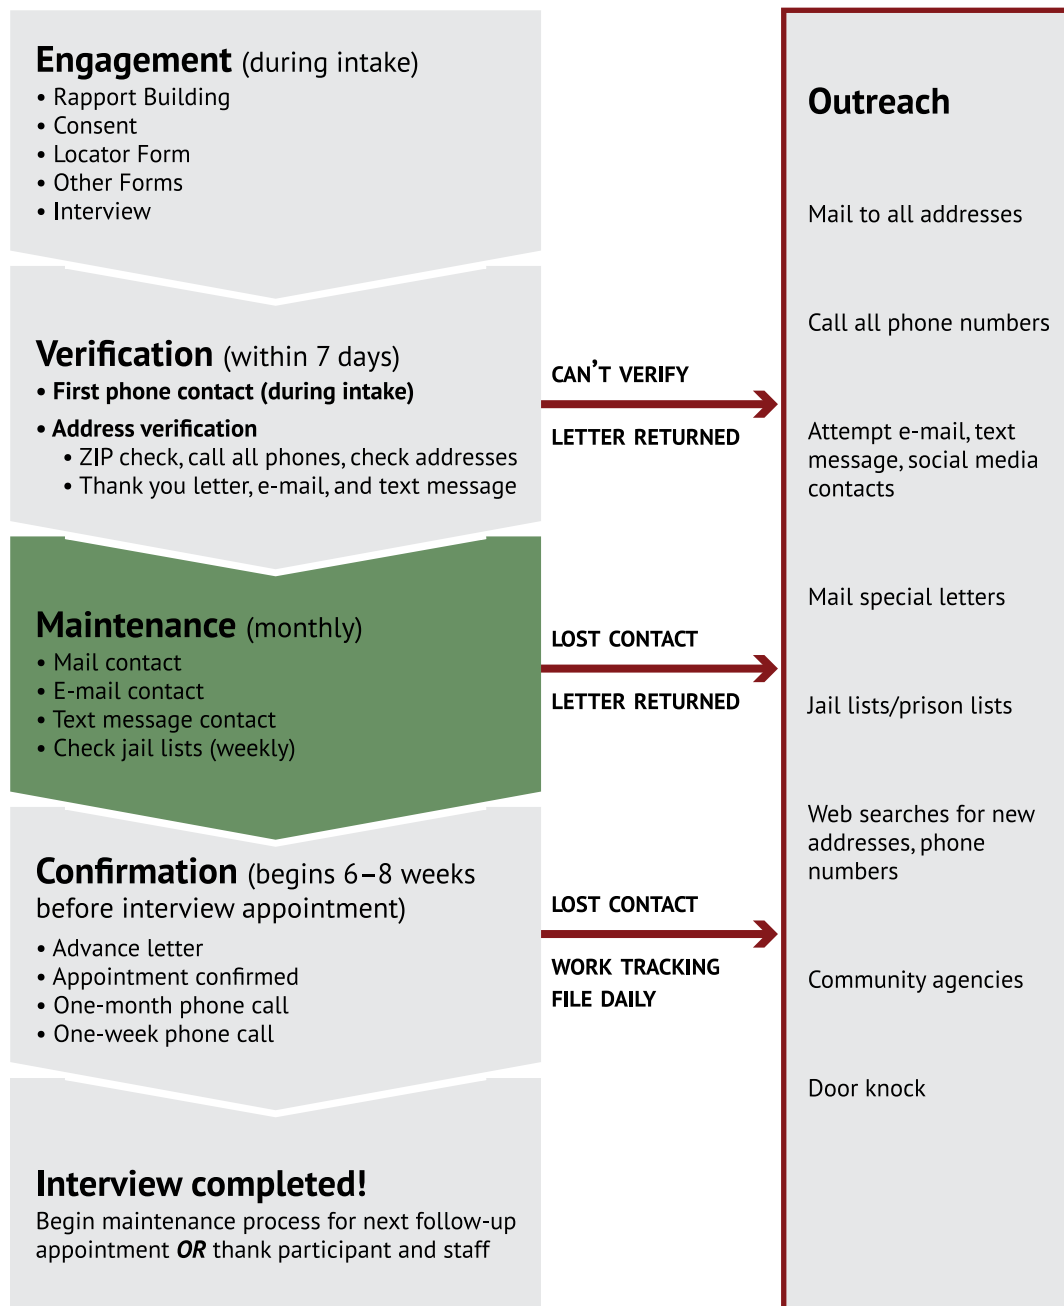 Engagement (during intake)
• Rapport Building
• Consent
• Locator Form
• Other Forms
• Interview
Verification (within 7 days)
• First phone contact (during intake)
• Address verification
• ZIP check, call all phones, check addresses
• Thank you letter, e-mail, and text message
CAN'T VERIFY
LETTER RETURNED
Maintenance (monthly)
• Mail contact
• E-mail contact
• Text message contact
• Check jail lists (weekly)
LOST CONTACT
LETTER RETURNED
Confirmation (begins 6–8 weeks
before interview appointment)
• Advance letter
• Appointment confirmed
• One-month phone call
• One-week phone call
LOST CONTACT
WORK TRACKING
FILE DAILY
Interview completed!
Begin maintenance process for next follow-up
appointment OR thank participant and staff
Outreach
Mail to all addresses
Call all phone numbers
Attempt e-mail, text
message, social media
contacts
Mail special letters
Jail lists/prison lists
Web searches for new
addresses, phone
numbers
Community agencies
Door knock